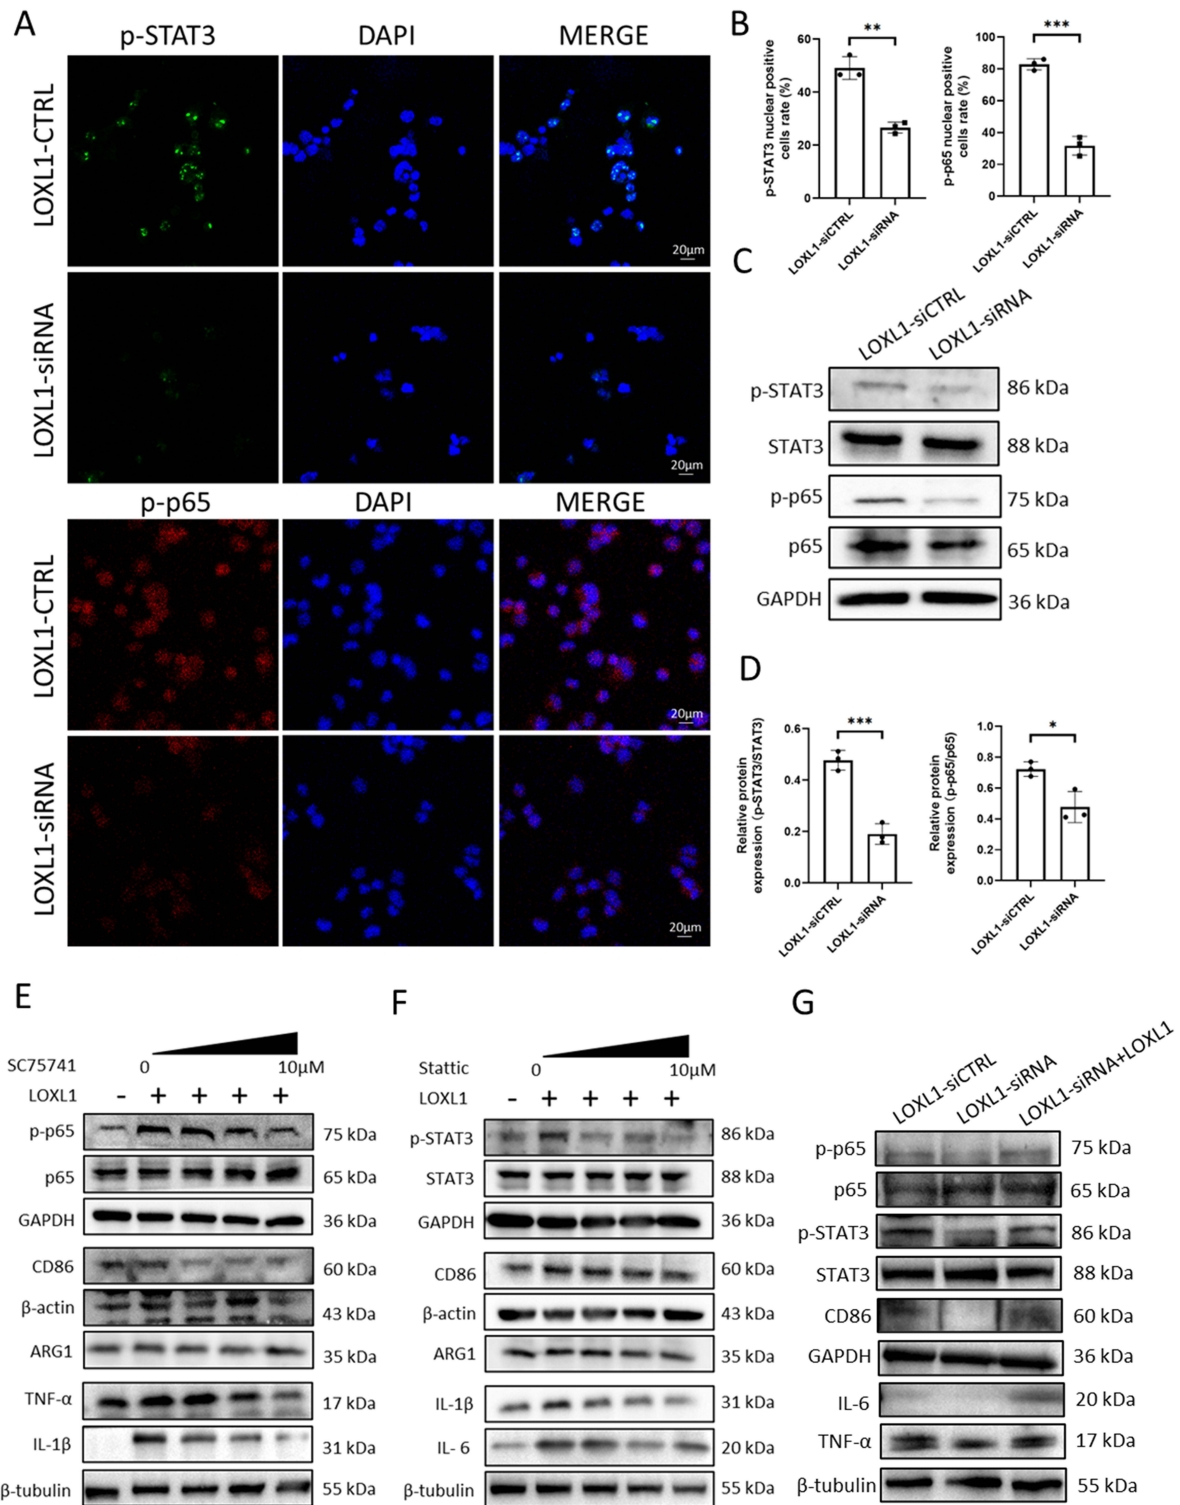 A
p-STAT3 DAPI MERGE
LOXL1-CTRL
20μm
LOXL1-siRNA
20μm
p-p65 DAPI MERGE
LOXL1-CTRL
20μm
LOXL1-siRNA
20μm
B
p-STAT3 nuclear positive
cells rate (%)
60
40
20
0
**
LOXL1-siCTRL
LOXL1-siRNA
p-p65 nuclear positive
cells rate (%)
100
80
60
40
20
0
***
LOXL1-siCTRL
LOXL1-siRNA
C
LOXL1-siCTRL
LOXL1-siRNA
p-STAT3 86 kDa
STAT3 88 kDa
p-p65 75 kDa
p65 65 kDa
GAPDH 36 kDa
D
Relative protein
expression (p-STAT3/STAT3)
0.6
0.4
0.2
0.0
***
LOXL1-siCTRL
LOXL1-siRNA
Relative protein
expression (p-p65/p65)
1.0
0.8
0.6
0.4
0.2
0.0
*
LOXL1-siCTRL
LOXL1-siRNA
E
SC75741 0 10μM
LOXL1 - + + + +
p-p65 75 kDa
p65 65 kDa
GAPDH 36 kDa
CD86 60 kDa
β-actin 43 kDa
ARG1 35 kDa
TNF-α 17 kDa
IL-1β 31 kDa
β-tubulin 55 kDa
F
Stattic 0 10μM
LOXL1 - + + + +
p-STAT3 86 kDa
STAT3 88 kDa
GAPDH 36 kDa
CD86 60 kDa
β-actin 43 kDa
ARG1 35 kDa
IL-1β 31 kDa
IL- 6 20 kDa
β-tubulin 55 kDa
G
LOXL1-siCTRL
LOXL1-siRNA
LOXL1-siRNA+LOXL1
p-p65 75 kDa
p65 65 kDa
p-STAT3 86 kDa
STAT3 88 kDa
CD86 60 kDa
GAPDH 36 kDa
IL-6 20 kDa
TNF-α 17 kDa
β-tubulin 55 kDa